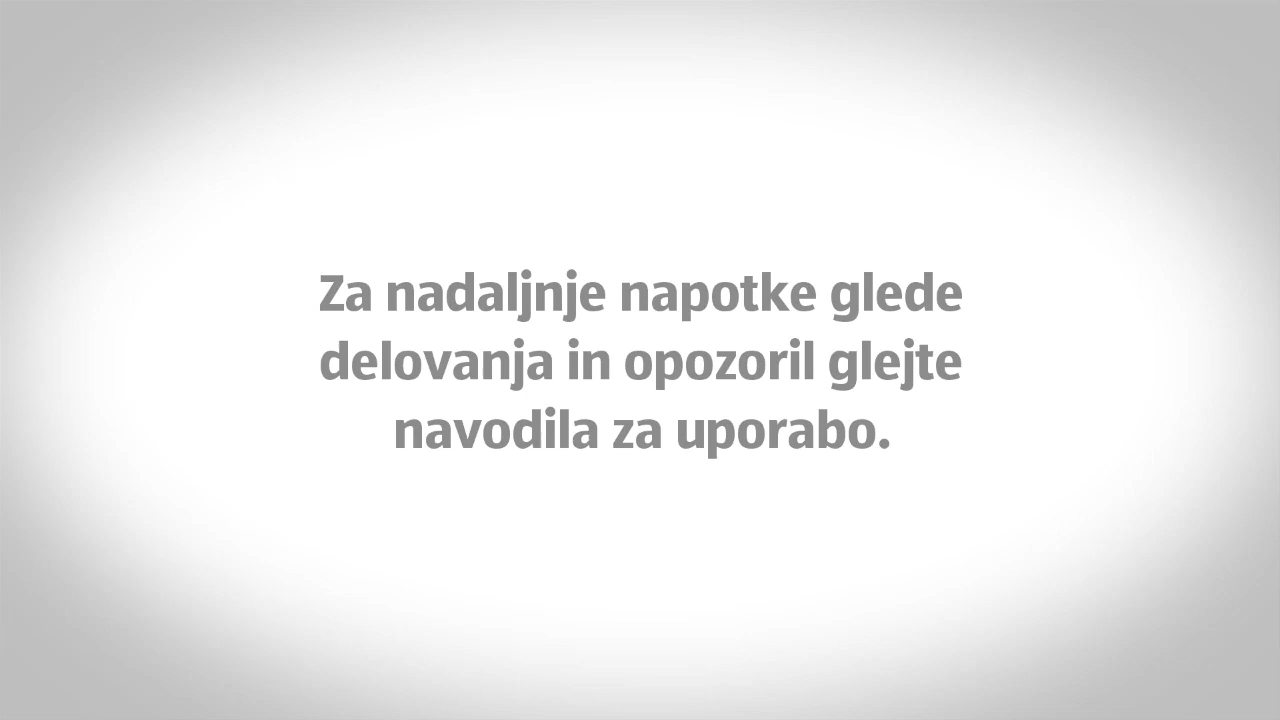 Za nadaljnje napotke glede
delovanja in opozoril glejte
navodila za uporabo.